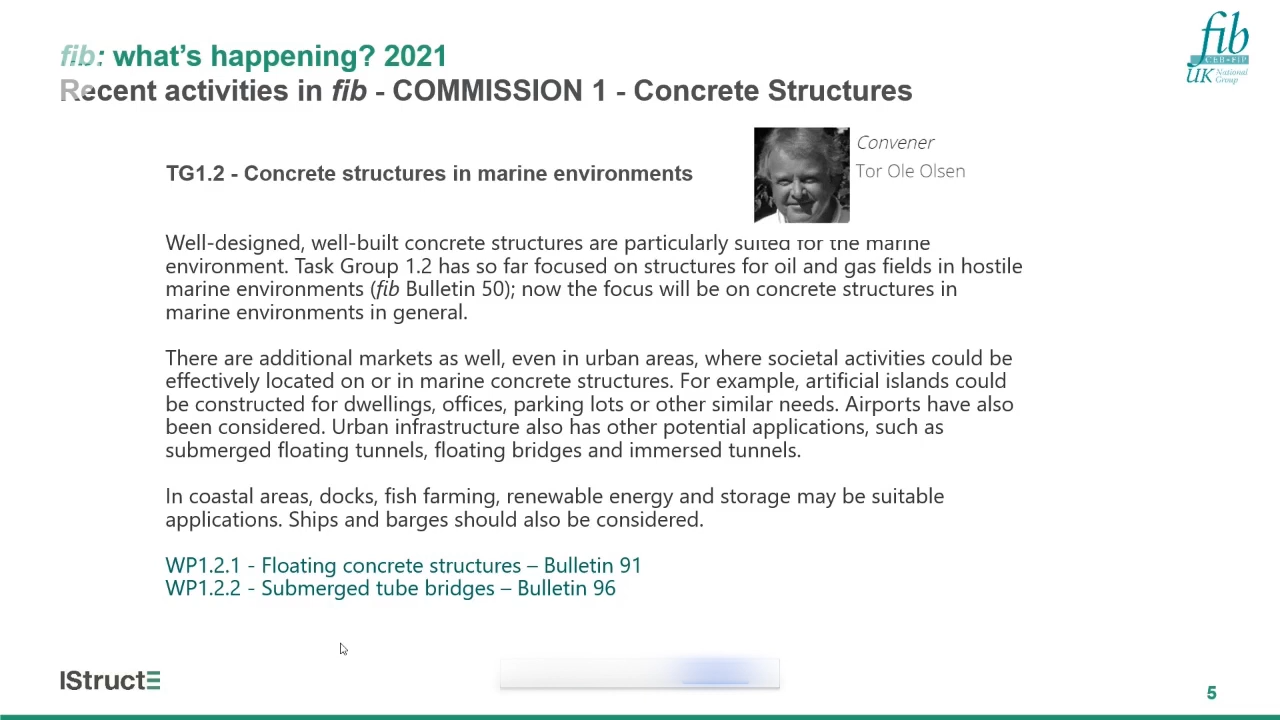 fib: what's happening? 2021
Recent activities in fib - COMMISSION 1 - Concrete Structures
fib
CEB-FIP
UK National
Group
TG1.2 - Concrete structures in marine environments
Convener
Tor Ole Olsen
Well-designed, well-built concrete structures are particularly suited for the marine
environment. Task Group 1.2 has so far focused on structures for oil and gas fields in hostile
marine environments (fib Bulletin 50); now the focus will be on concrete structures in
marine environments in general.
There are additional markets as well, even in urban areas, where societal activities could be
effectively located on or in marine concrete structures. For example, artificial islands could
be constructed for dwellings, offices, parking lots or other similar needs. Airports have also
been considered. Urban infrastructure also has other potential applications, such as
submerged floating tunnels, floating bridges and immersed tunnels.
In coastal areas, docks, fish farming, renewable energy and storage may be suitable
applications. Ships and barges should also be considered.
WP1.2.1 - Floating concrete structures – Bulletin 91
WP1.2.2 - Submerged tube bridges – Bulletin 96
IStructE
5